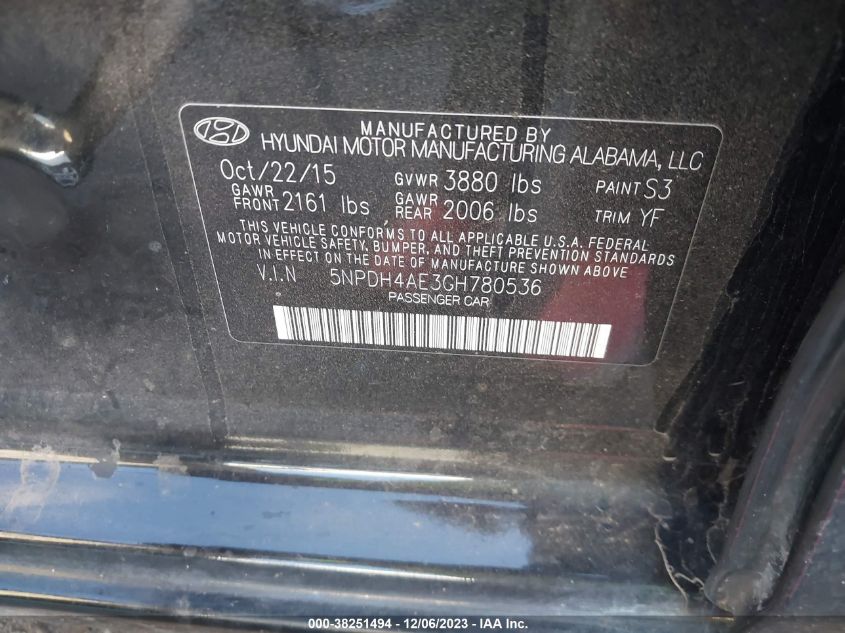 MANUFACTURED BY
HYUNDAI MOTOR MANUFACTURING ALABAMA, LLC
Oct/22/15 GVWR 3880 lbs PAINT S3
GAWR FRONT 2161 lbs GAWR REAR 2006 lbs TRIM YF
THIS VEHICLE CONFORMS TO ALL APPLICABLE U.S.A. FEDERAL
MOTOR VEHICLE SAFETY, BUMPER, AND THEFT PREVENTION STANDARDS
IN EFFECT ON THE DATE OF MANUFACTURE SHOWN ABOVE
V.I.N 5NPDH4AE3GH780536
PASSENGER CAR
000-38251494 - 12/06/2023 - IAA Inc.